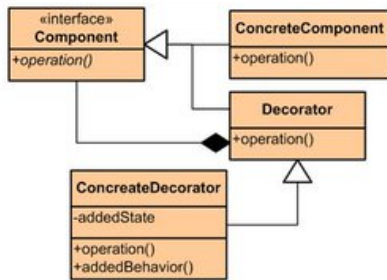 «interface»
Component
+operation()
ConcreteComponent
+operation()
Decorator
+operation()
ConcreateDecorator
-addedState
+operation()
+addedBehavior()